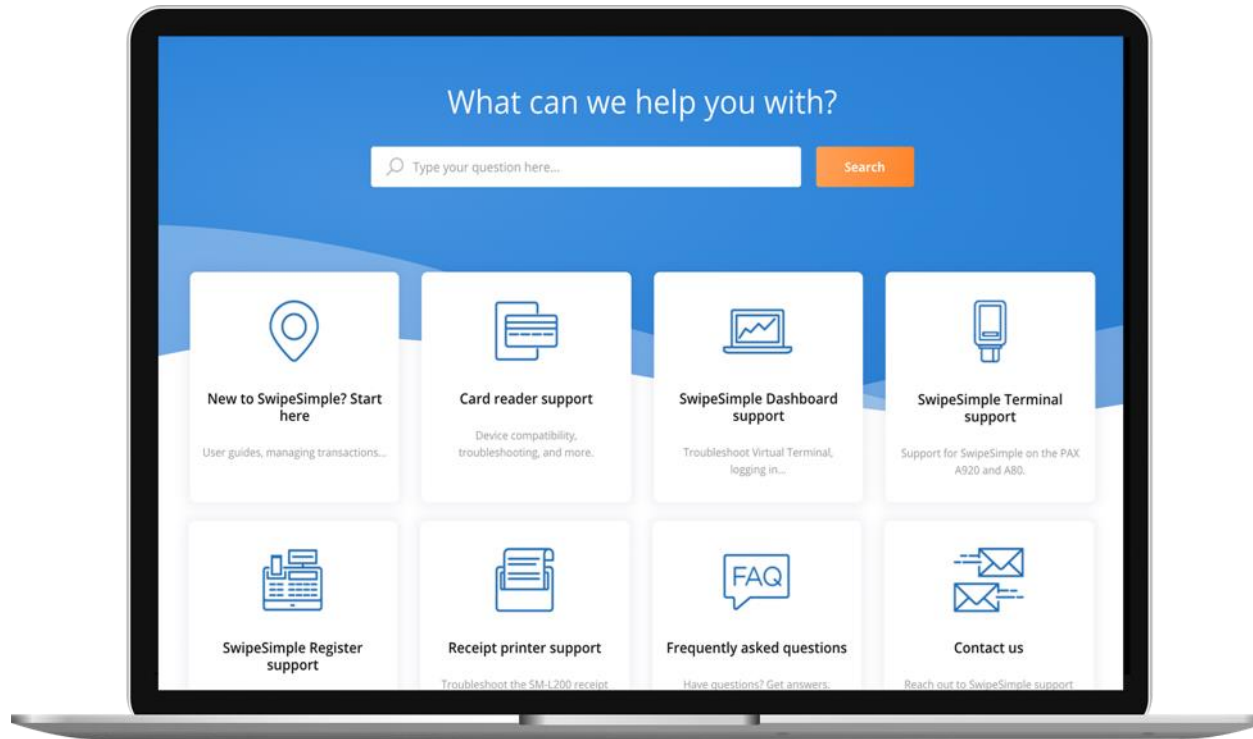 What can we help you with?
Type your question here...
Search
New to SwipeSimple? Start
here
User guides, managing transactions...
Card reader support
Device compatibility,
troubleshooting, and more.
SwipeSimple Dashboard
support
Troubleshoot Virtual Terminal,
logging in...
SwipeSimple Terminal
support
Support for SwipeSimple on the PAX
A920 and A80.
SwipeSimple Register
support
Receipt printer support
Troubleshoot the SM-L200 receipt
FAQ
Frequently asked questions
Have questions? Get answers.
Contact us
Reach out to SwipeSimple support